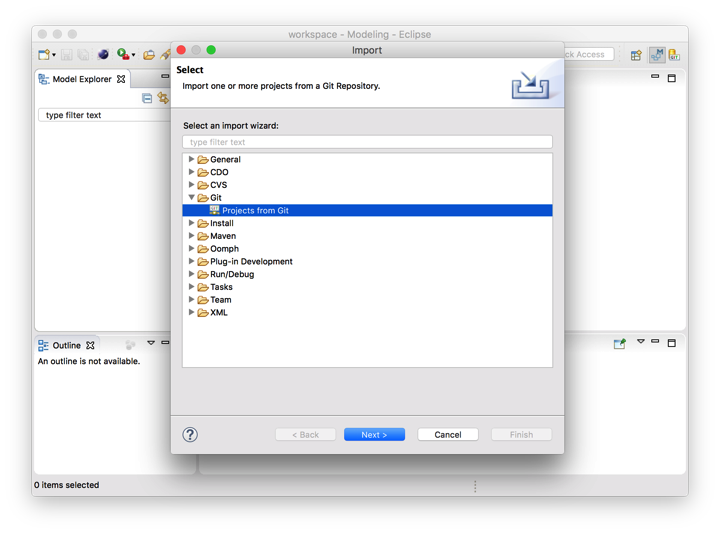 workspace - Modeling - Eclipse
Import
Access
Model Explorer
type filter text
Select
Import one or more projects from a Git Repository.
Select an import wizard:
type filter text
General
CDO
CVS
Git
Projects from Git
Install
Maven
Oomph
Plug-in Development
Run/Debug
Tasks
Team
XML
Outline
An outline is not available.
? < Back Next > Cancel Finish
0 items selected